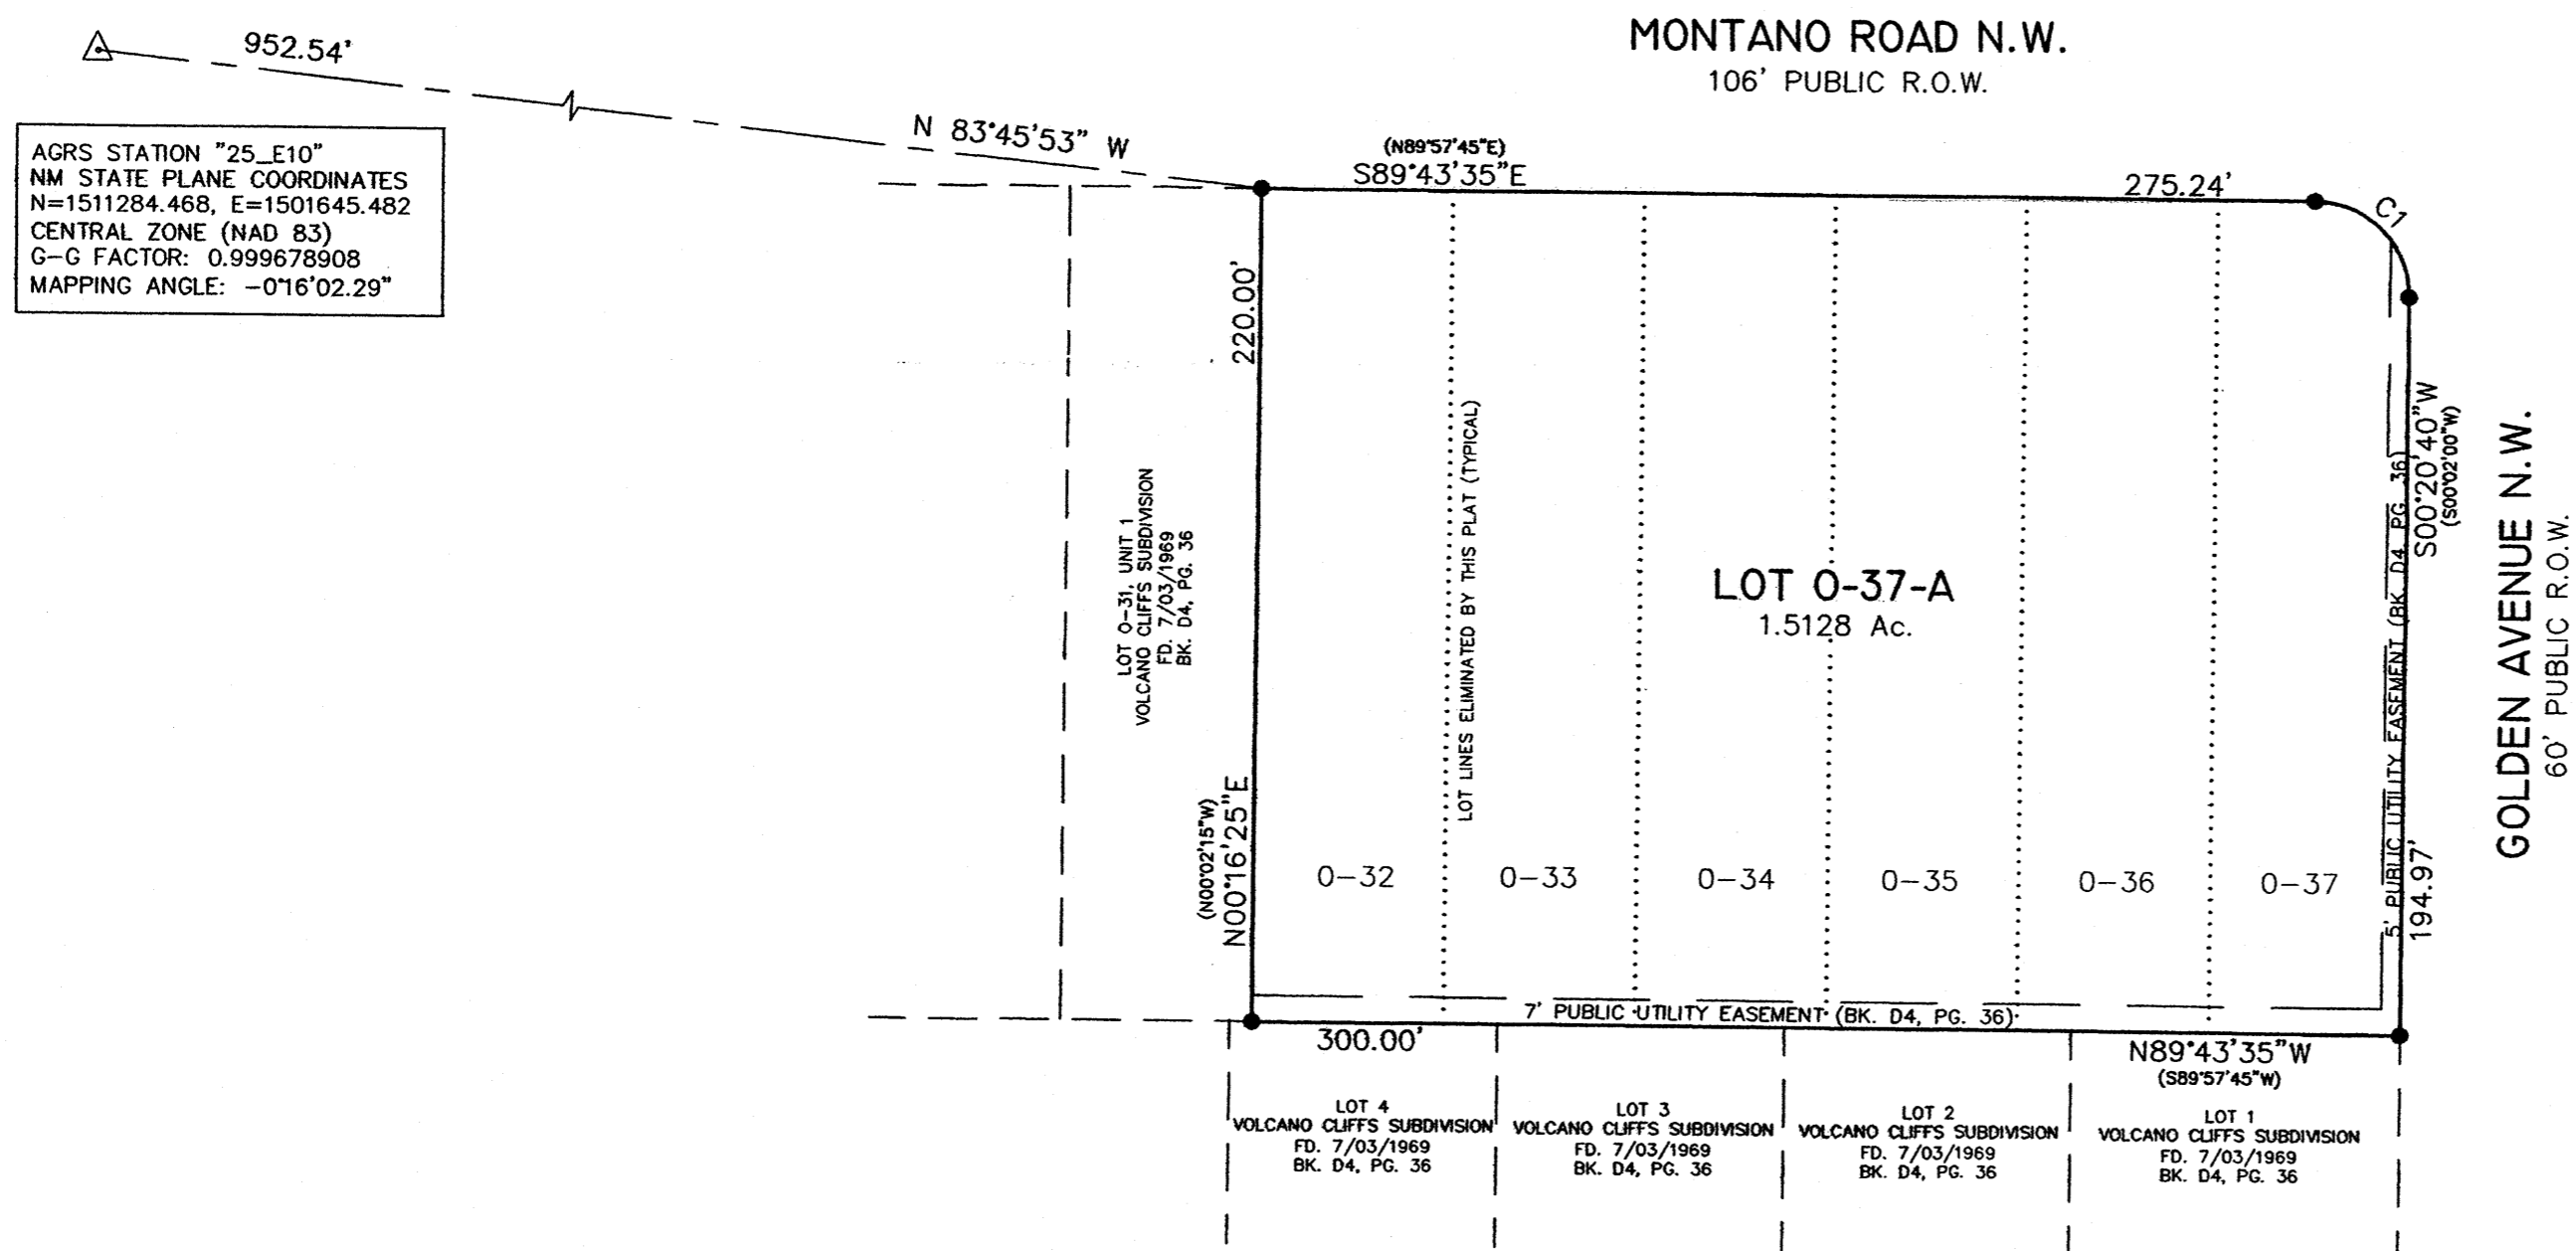 MONTANO ROAD N.W.
106' PUBLIC R.O.W.
952.54'
N 83°45'53" W
AGRS STATION "25_E10"
NM STATE PLANE COORDINATES
N=1511284.468, E=1501645.482
CENTRAL ZONE (NAD 83)
G-G FACTOR: 0.999678908
MAPPING ANGLE: -0°16'02.29"
(N89°57'45"E)
S89°43'35"E
275.24'
C1
220.00'
(N00°02'15"W)
N00°16'25"E
LOT O-31, UNIT 1
VOLCANO CLIFFS SUBDIVISION
FD. 7/03/1969
BK. D4, PG. 36
LOT LINES ELIMINATED BY THIS PLAT (TYPICAL)
LOT O-37-A
1.5128 Ac.
5' PUBLIC UTILITY EASEMENT (BK. D4, PG. 36)
S00°20'40"W
(S00°02'00"W)
194.97'
GOLDEN AVENUE N.W.
60' PUBLIC R.O.W.
O-32
O-33
O-34
O-35
O-36
O-37
7' PUBLIC UTILITY EASEMENT (BK. D4, PG. 36)
300.00'
N89°43'35"W
(S89°57'45"W)
LOT 4
VOLCANO CLIFFS SUBDIVISION
FD. 7/03/1969
BK. D4, PG. 36
LOT 3
VOLCANO CLIFFS SUBDIVISION
FD. 7/03/1969
BK. D4, PG. 36
LOT 2
VOLCANO CLIFFS SUBDIVISION
FD. 7/03/1969
BK. D4, PG. 36
LOT 1
VOLCANO CLIFFS SUBDIVISION
FD. 7/03/1969
BK. D4, PG. 36